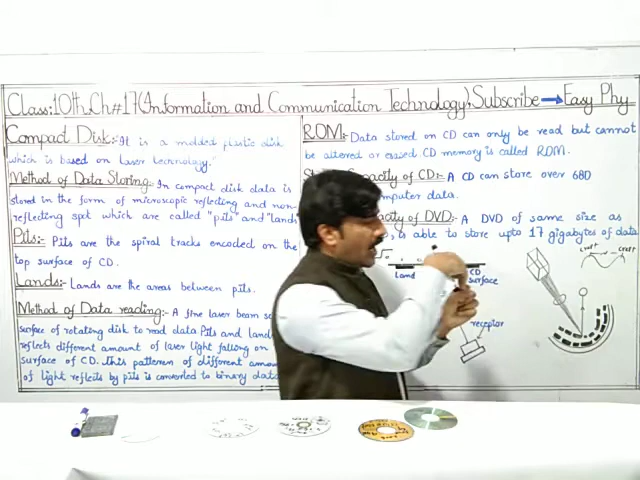 Class:10th, Ch#17(Information and Communication Technology), Subscribe → Easy Phy
Compact Disk:- It is a molded plastic disk
which is based on laser technology.
Method of Data Storing:- In compact disk data is
stored in the form of microscopic reflecting and non-
reflecting spot which are called "pits" and "lands
Pits:- Pits are the spiral tracks encoded on the
top surface of CD.
Lands:- Lands are the areas between pits.
Method of Data reading:- A fine laser beam
surface of rotating disk to read data. Pits and land
reflects different amount of laser light falling on
surface of CD. This pattern of different
of light reflects by pits is converted to binary data
ROM:- Data stored on CD can only be read but cannot
be altered or erased. CD memory is called ROM.
Capacity of CD:- A CD can store over 680
computer data.
of DVD:- A DVD of same size as
is able to store upto 17 gigabytes of data
Land
CD
surface
receptor
crest
crest